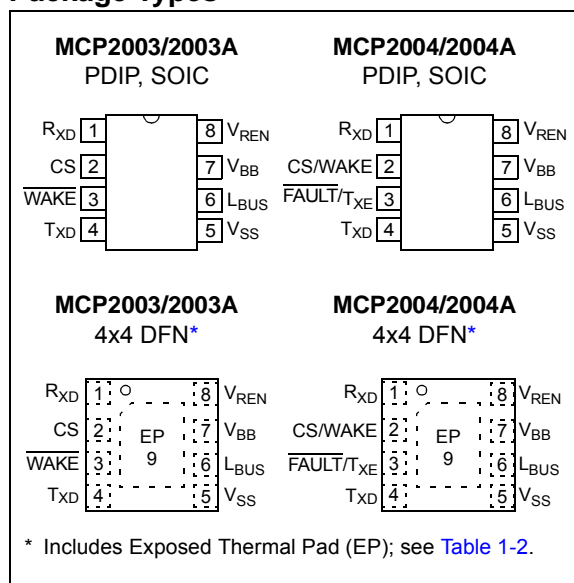 Package Types
MCP2003/2003A
PDIP, SOIC
RXD 1
CS 2
WAKE 3
TXD 4
8 VREN
7 VBB
6 LBUS
5 VSS
MCP2004/2004A
PDIP, SOIC
RXD 1
CS/WAKE 2
FAULT/TXE 3
TXD 4
8 VREN
7 VBB
6 LBUS
5 VSS
MCP2003/2003A
4x4 DFN*
RXD 1
CS 2
WAKE 3
TXD 4
EP
9
8 VREN
7 VBB
6 LBUS
5 VSS
MCP2004/2004A
4x4 DFN*
RXD 1
CS/WAKE 2
FAULT/TXE 3
TXD 4
EP
9
8 VREN
7 VBB
6 LBUS
5 VSS
* Includes Exposed Thermal Pad (EP); see Table 1-2.